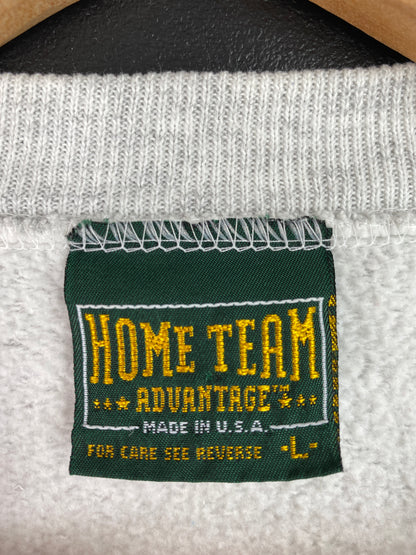 HOME TEAM
★★★ADVANTAGE™★★★
MADE IN U.S.A.
FOR CARE SEE REVERSE -L-